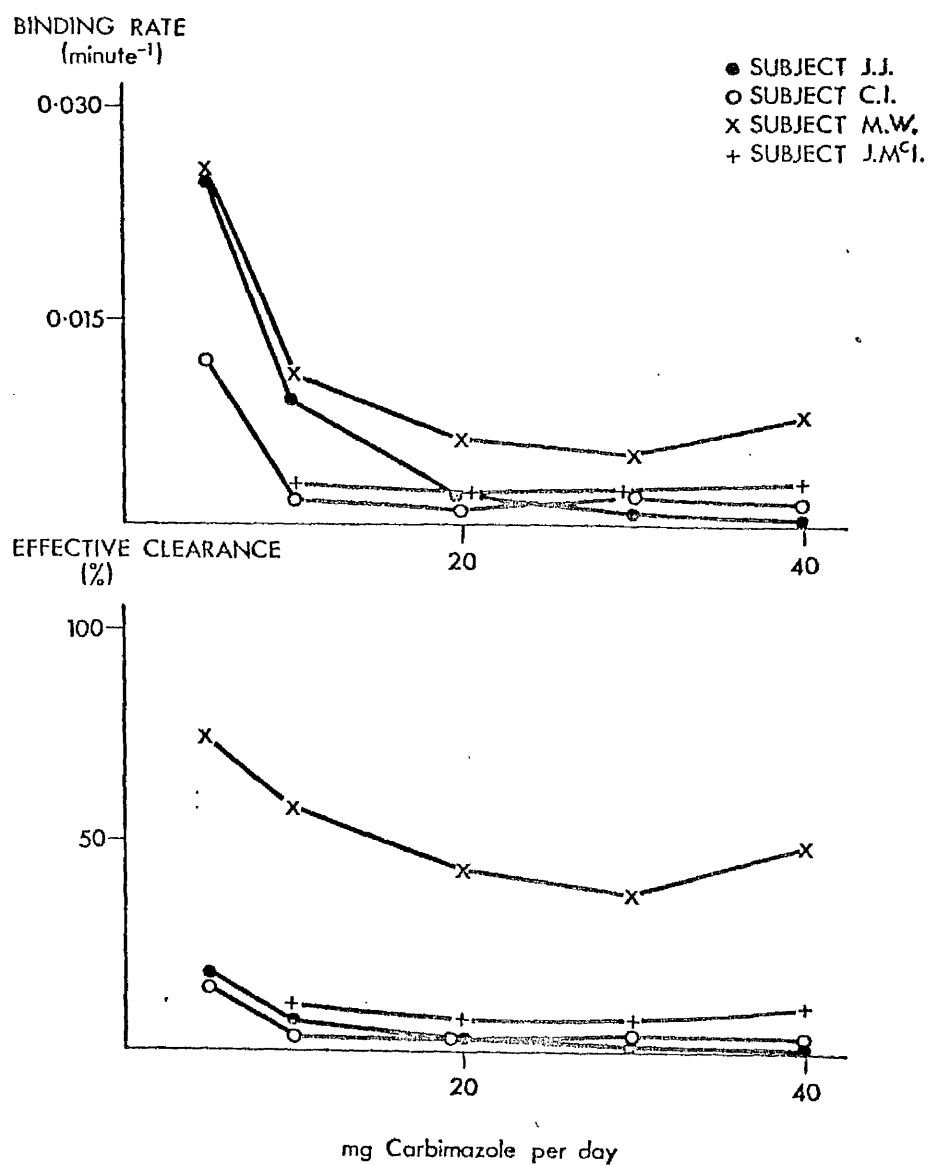 BINDING RATE
(minute⁻¹)
● SUBJECT J.J.
○ SUBJECT C.I.
X SUBJECT M.W.
+ SUBJECT J.MᶜI.
0·030
0·015
20
40
EFFECTIVE CLEARANCE
(%)
100
50
20
40
mg Carbimazole per day